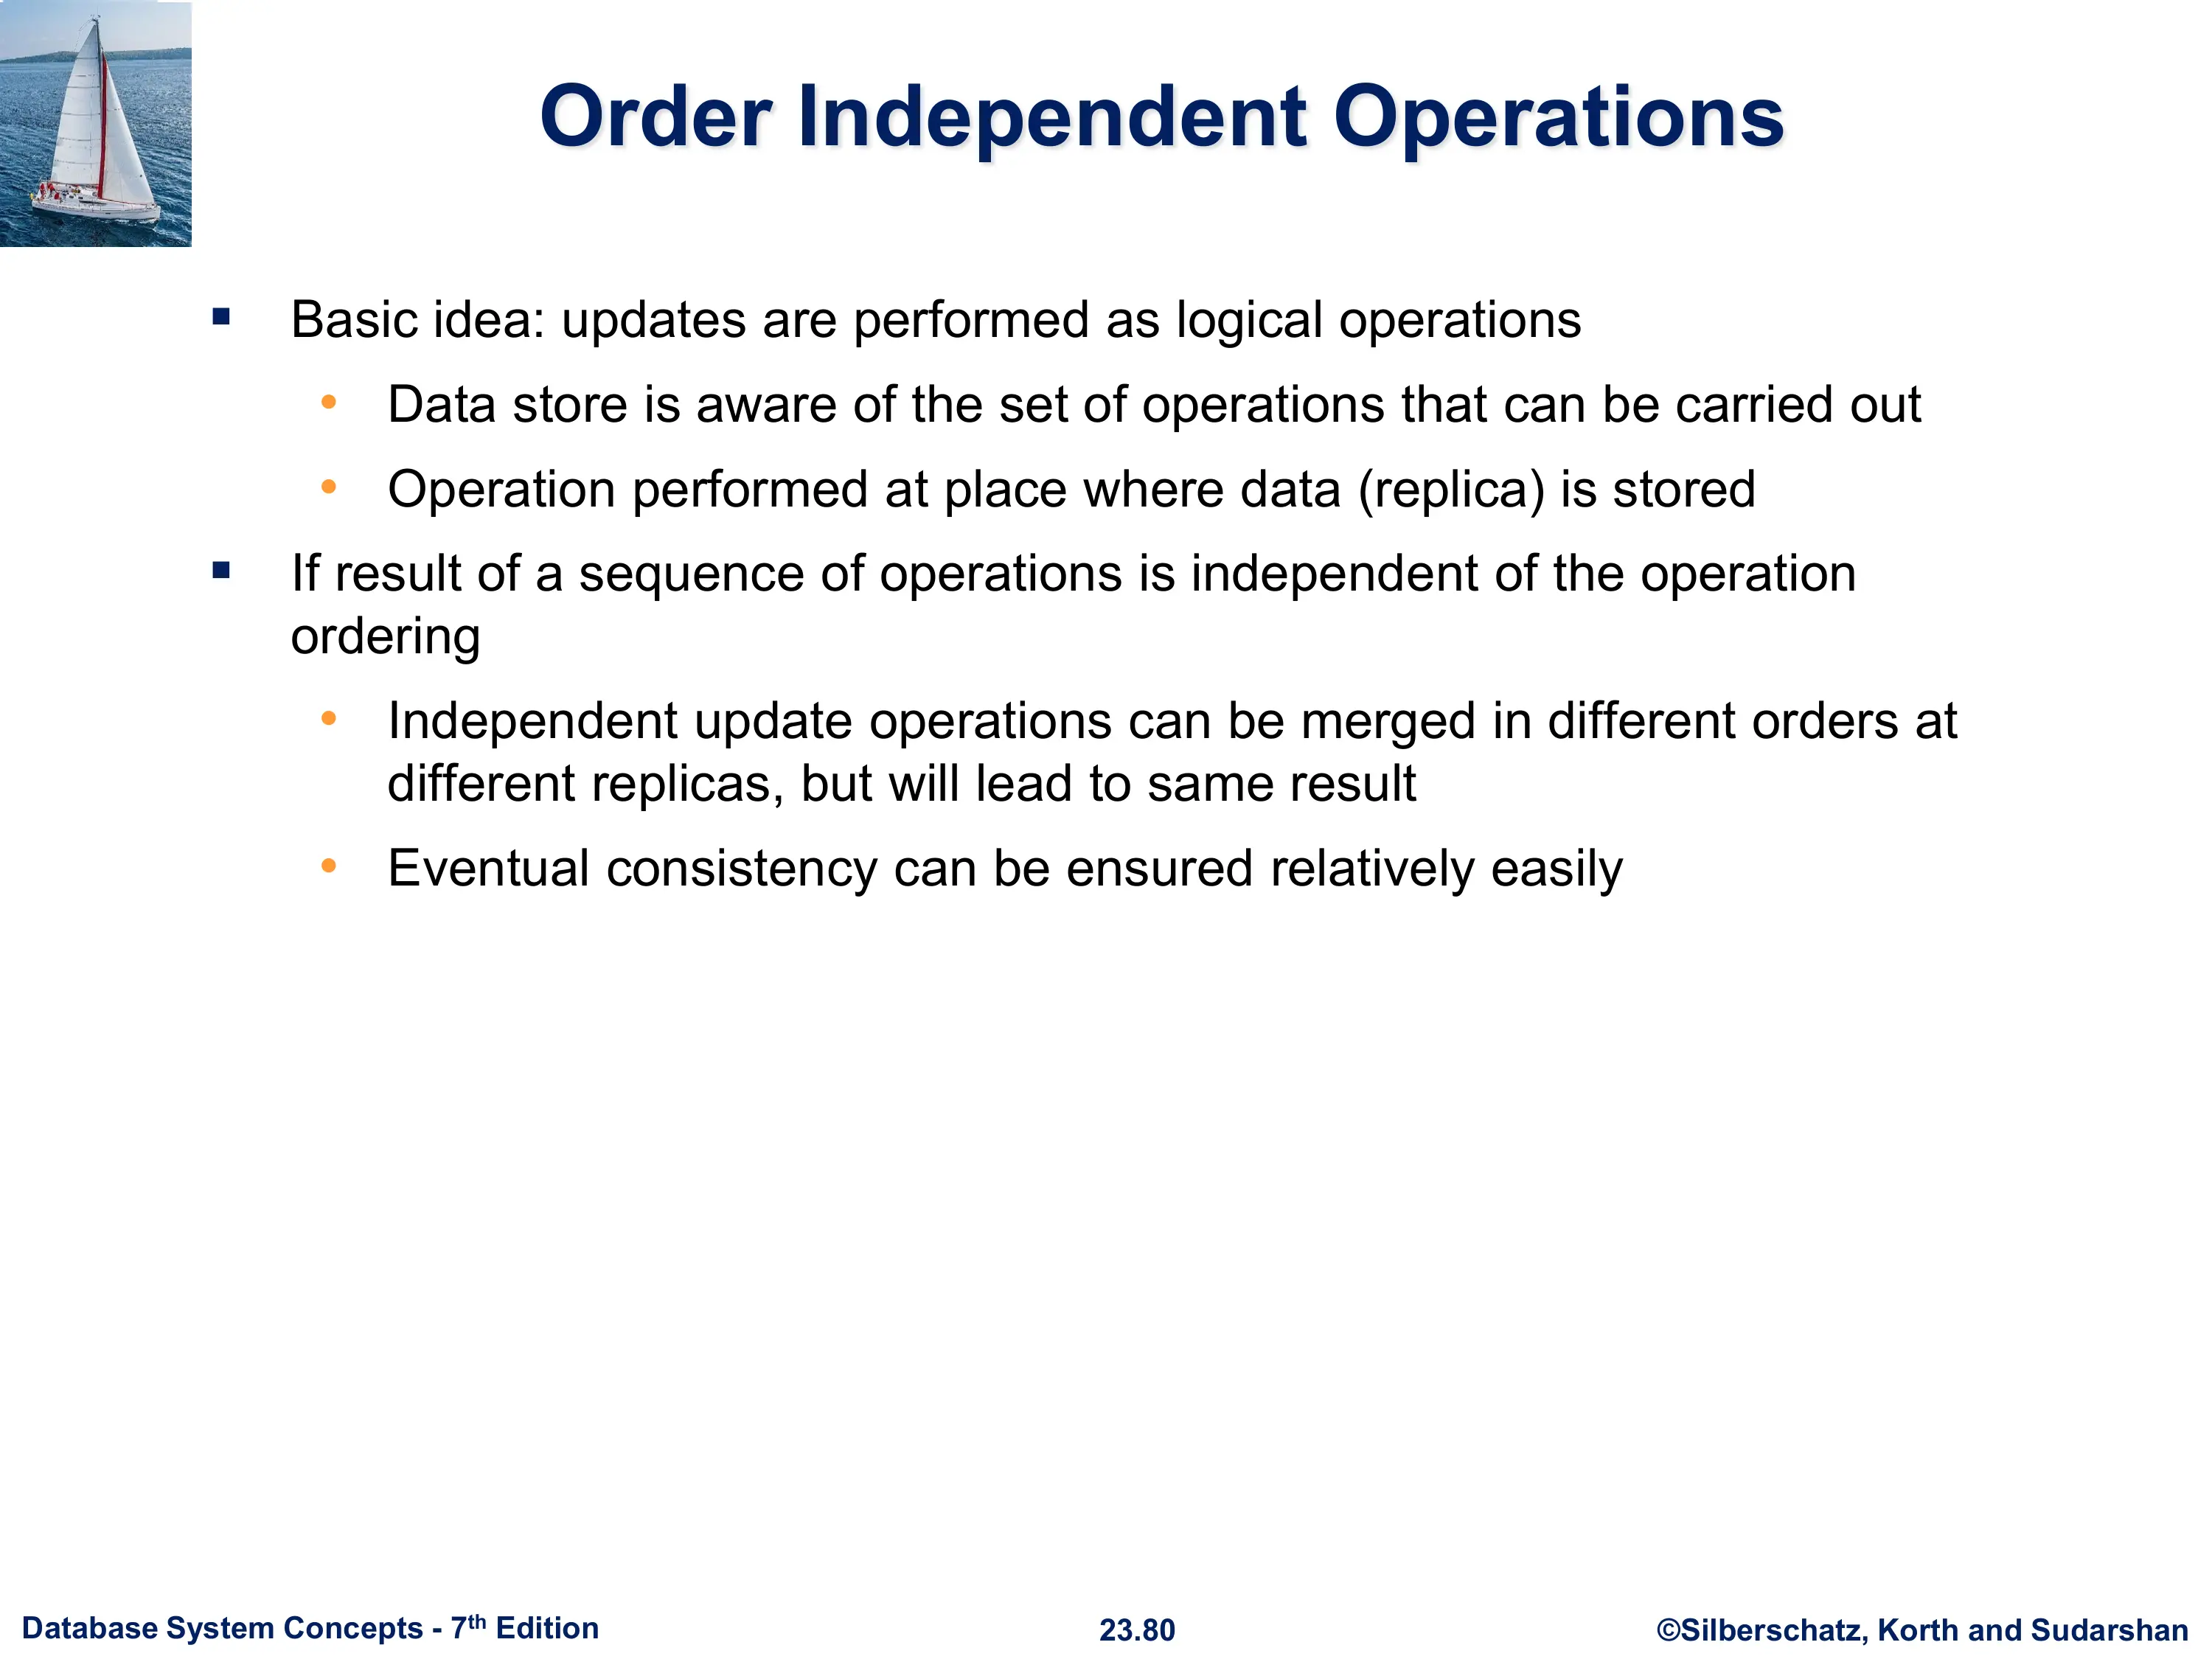 Order Independent Operations
▪ Basic idea: updates are performed as logical operations
• Data store is aware of the set of operations that can be carried out
• Operation performed at place where data (replica) is stored
▪ If result of a sequence of operations is independent of the operation
ordering
• Independent update operations can be merged in different orders at
different replicas, but will lead to same result
• Eventual consistency can be ensured relatively easily
Database System Concepts - 7th Edition
23.80
©Silberschatz, Korth and Sudarshan